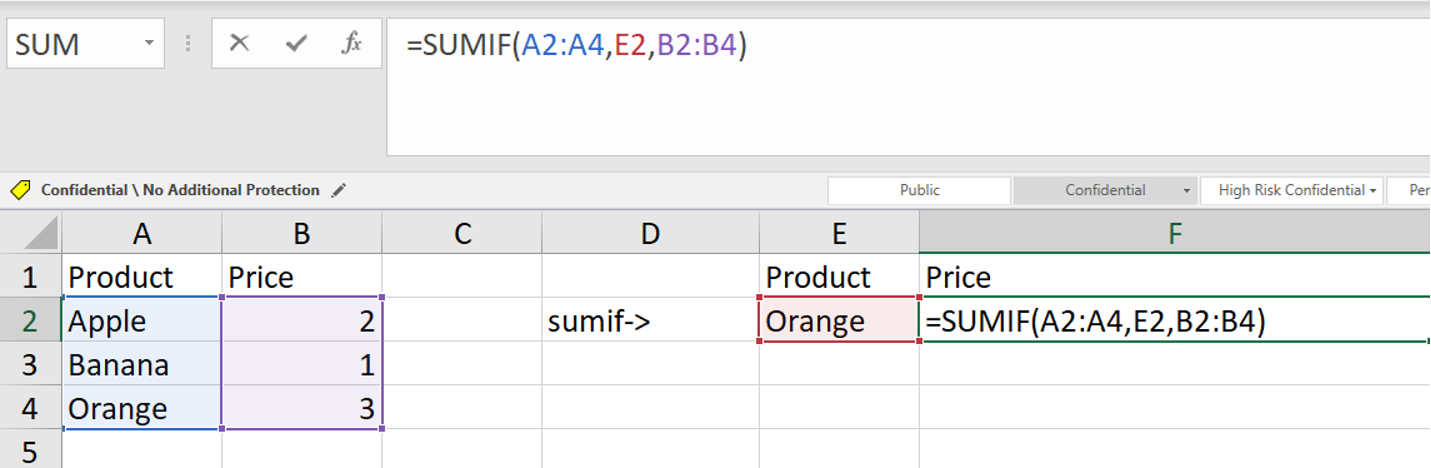 SUM fx =SUMIF(A2:A4,E2,B2:B4)
Confidential \ No Additional Protection Public Confidential High Risk Confidential Per
A B C D E F
1 Product Price Product Price
2 Apple 2 sumif-> Orange =SUMIF(A2:A4,E2,B2:B4)
3 Banana 1
4 Orange 3
5